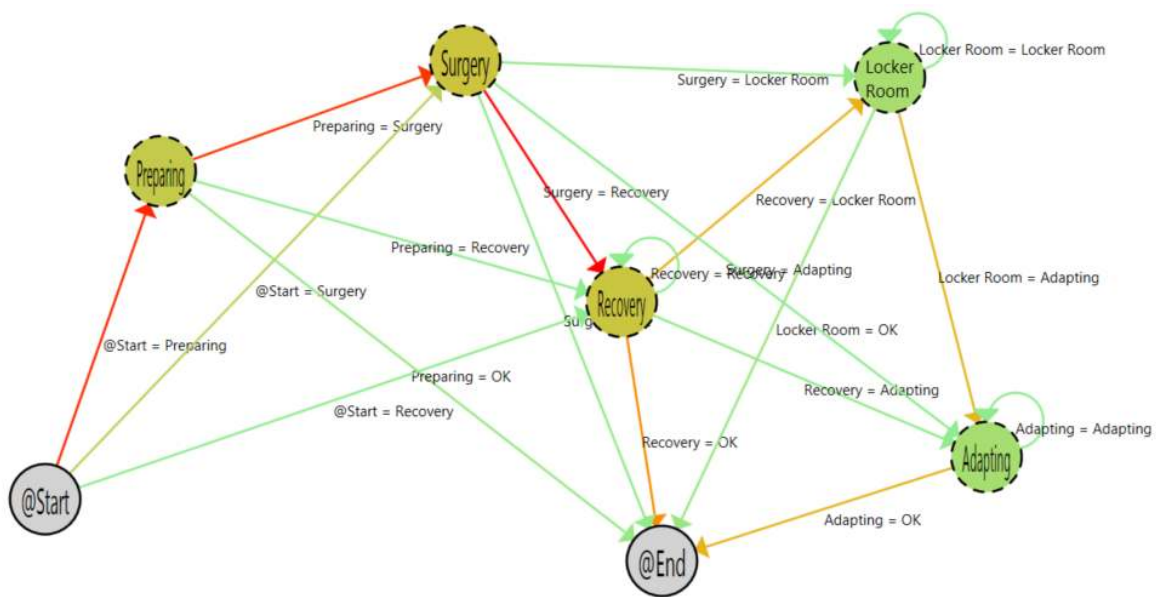 Surgery
Locker
Room
Locker Room = Locker Room
Surgery = Locker Room
Preparing = Surgery
Preparing
Surgery = Recovery
Recovery = Locker Room
Preparing = Recovery
Surgery = Adapting
Recovery = Recovery
Locker Room = Adapting
@Start = Surgery
Recovery
Locker Room = OK
@Start = Preparing
Preparing = OK
Recovery = Adapting
@Start = Recovery
Adapting = Adapting
Recovery = OK
Adapting
@Start
Adapting = OK
@End